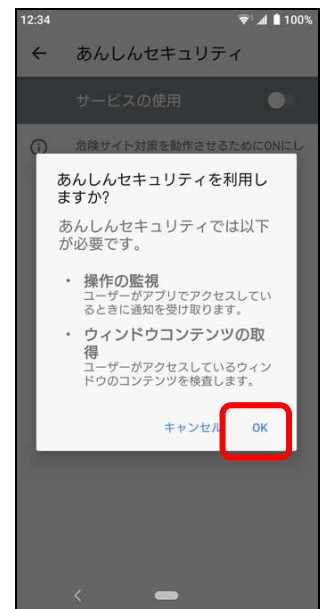 12:34 100%
あんしんセキュリティ
サービスの使用
危険サイト対策を動作させるためにONにし
あんしんセキュリティを利用し
ますか?
あんしんセキュリティでは以下
が必要です。
・ 操作の監視
ユーザーがアプリでアクセスしてい
るときに通知を受け取ります。
・ ウィンドウコンテンツの取
得
ユーザーがアクセスしているウィン
ドウのコンテンツを検査します。
キャンセル OK